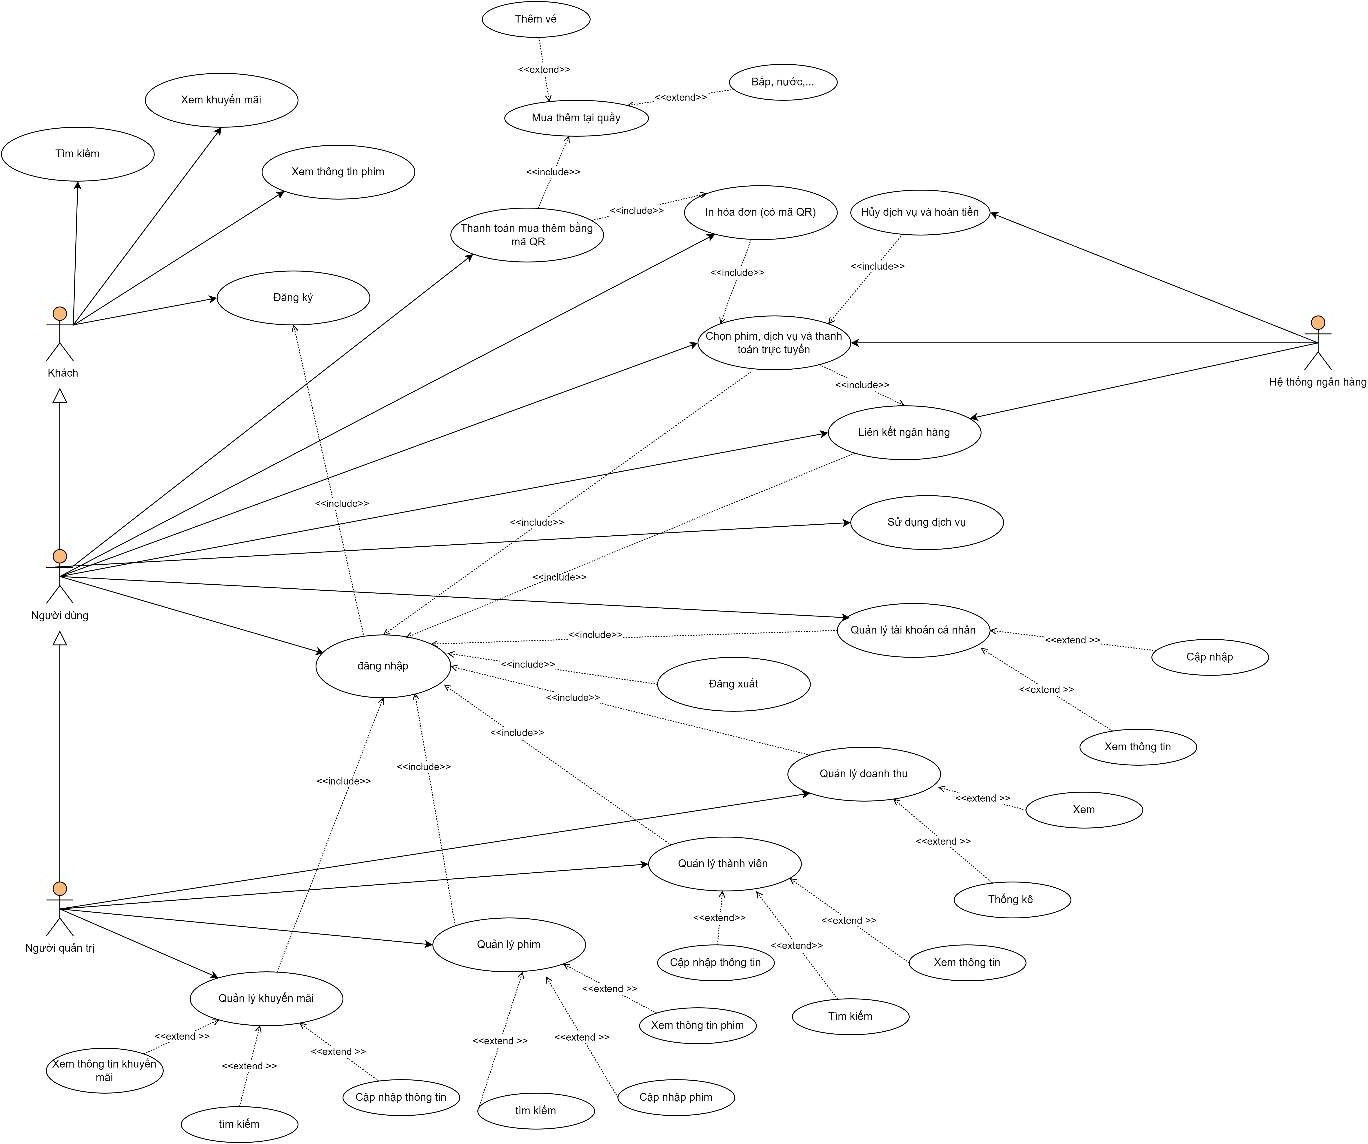 Thêm vé
<<extend>>
Bắp, nước,...
<<extend>>
Xem khuyến mãi
Mua thêm tại quầy
Tìm kiếm
Xem thông tin phim
<<include>>
In hóa đơn (có mã QR)
<<include>>
Hủy dịch vụ và hoàn tiền
Thanh toán mua thêm bằng
mã QR
<<include>>
<<include>>
Đăng ký
Chọn phim, dịch vụ và thanh
toán trực tuyến
Khách
Hệ thống ngân hàng
<<include>>
Liên kết ngân hàng
<<include>>
<<include>>
Sử dụng dịch vụ
<<include>>
Người dùng
Quản lý tài khoản cá nhân
<<include>>
<<extend >>
Cập nhập
đăng nhập
<<include>>
Đăng xuất
<<extend >>
<<include>>
<<include>>
Xem thông tin
Quản lý doanh thu
<<include>>
<<include>>
<<extend >>
Xem
<<extend >>
Quản lý thành viên
Thống kê
<<extend>>
<<extend >>
Người quản trị
Quản lý phim
<<extend>>
Cập nhập thông tin
Xem thông tin
<<extend >>
Quản lý khuyến mãi
Tìm kiếm
Xem thông tin phim
<<extend >>
<<extend >>
<<extend >>
<<extend >>
Xem thông tin khuyến
mãi
<<extend >>
Cập nhập thông tin
Cập nhập phim
tìm kiếm
tìm kiếm